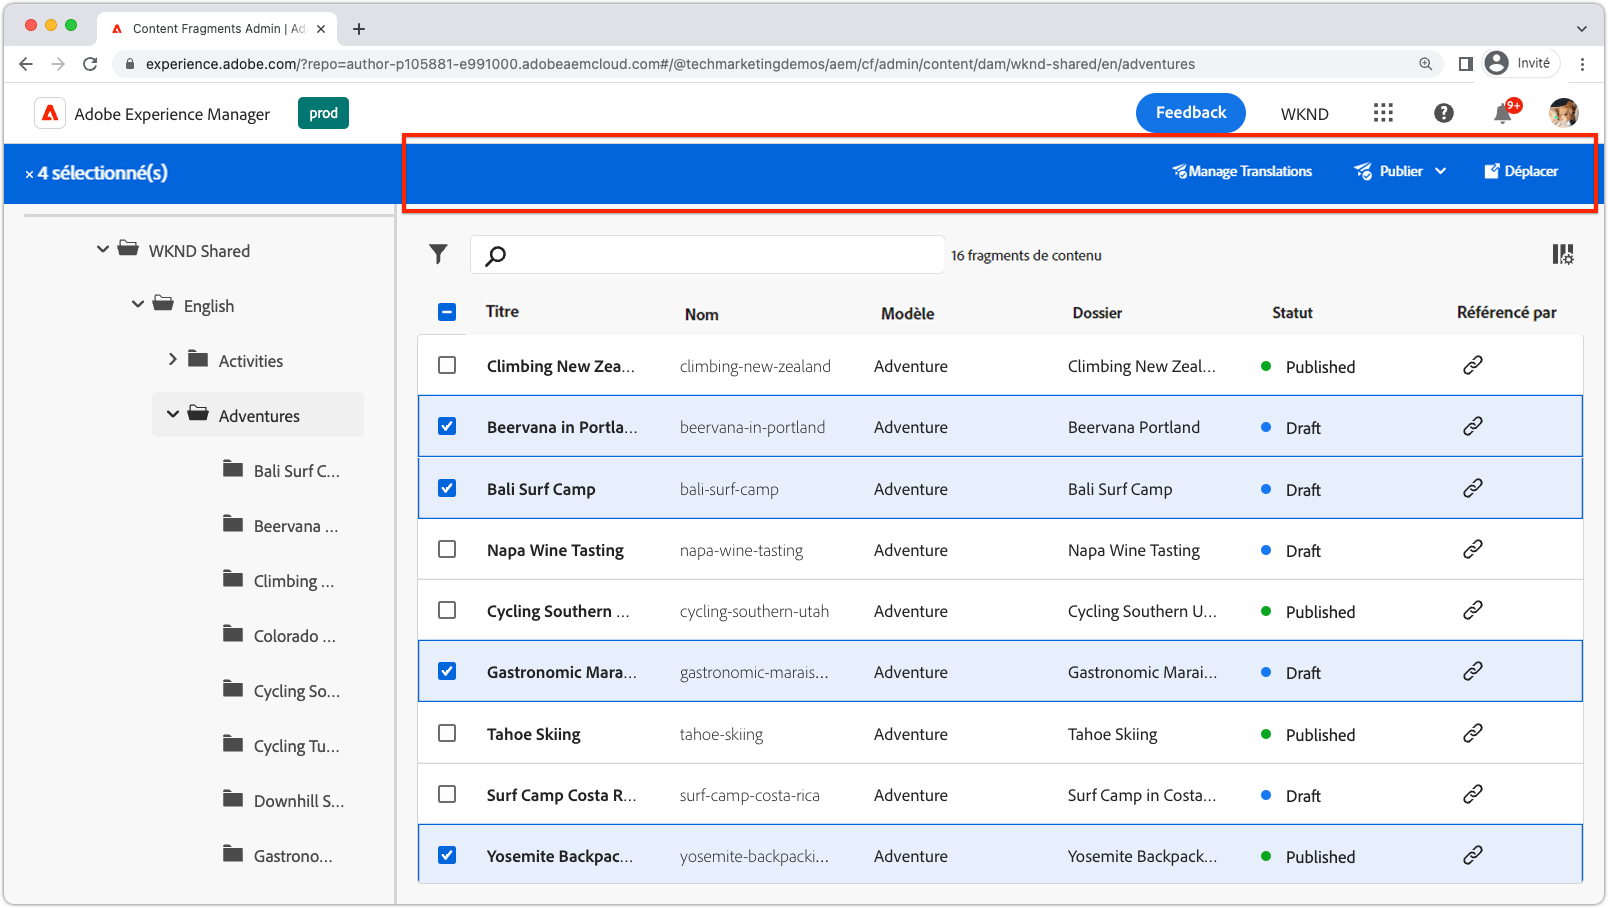 Content Fragments Admin | Ad
experience.adobe.com/?repo=author-p105881-e991000.adobeaemcloud.com#/@techmarketingdemos/aem/cf/admin/content/dam/wknd-shared/en/adventures
Invité
Adobe Experience Manager
prod
Feedback
WKND
9+
× 4 sélectionné(s)
Manage Translations
Publier
Déplacer
WKND Shared
English
Activities
Adventures
Bali Surf C...
Beervana ...
Climbing ...
Colorado ...
Cycling So...
Cycling Tu...
Downhill S...
Gastrono...
16 fragments de contenu
Titre Nom Modèle Dossier Statut Référencé par
Climbing New Zea... climbing-new-zealand Adventure Climbing New Zeal... Published
Beervana in Portla... beervana-in-portland Adventure Beervana Portland Draft
Bali Surf Camp bali-surf-camp Adventure Bali Surf Camp Draft
Napa Wine Tasting napa-wine-tasting Adventure Napa Wine Tasting Draft
Cycling Southern ... cycling-southern-utah Adventure Cycling Southern U... Published
Gastronomic Mara... gastronomic-marais... Adventure Gastronomic Marai... Draft
Tahoe Skiing tahoe-skiing Adventure Tahoe Skiing Published
Surf Camp Costa R... surf-camp-costa-rica Adventure Surf Camp in Costa... Draft
Yosemite Backpac... yosemite-backpacki... Adventure Yosemite Backpack... Published